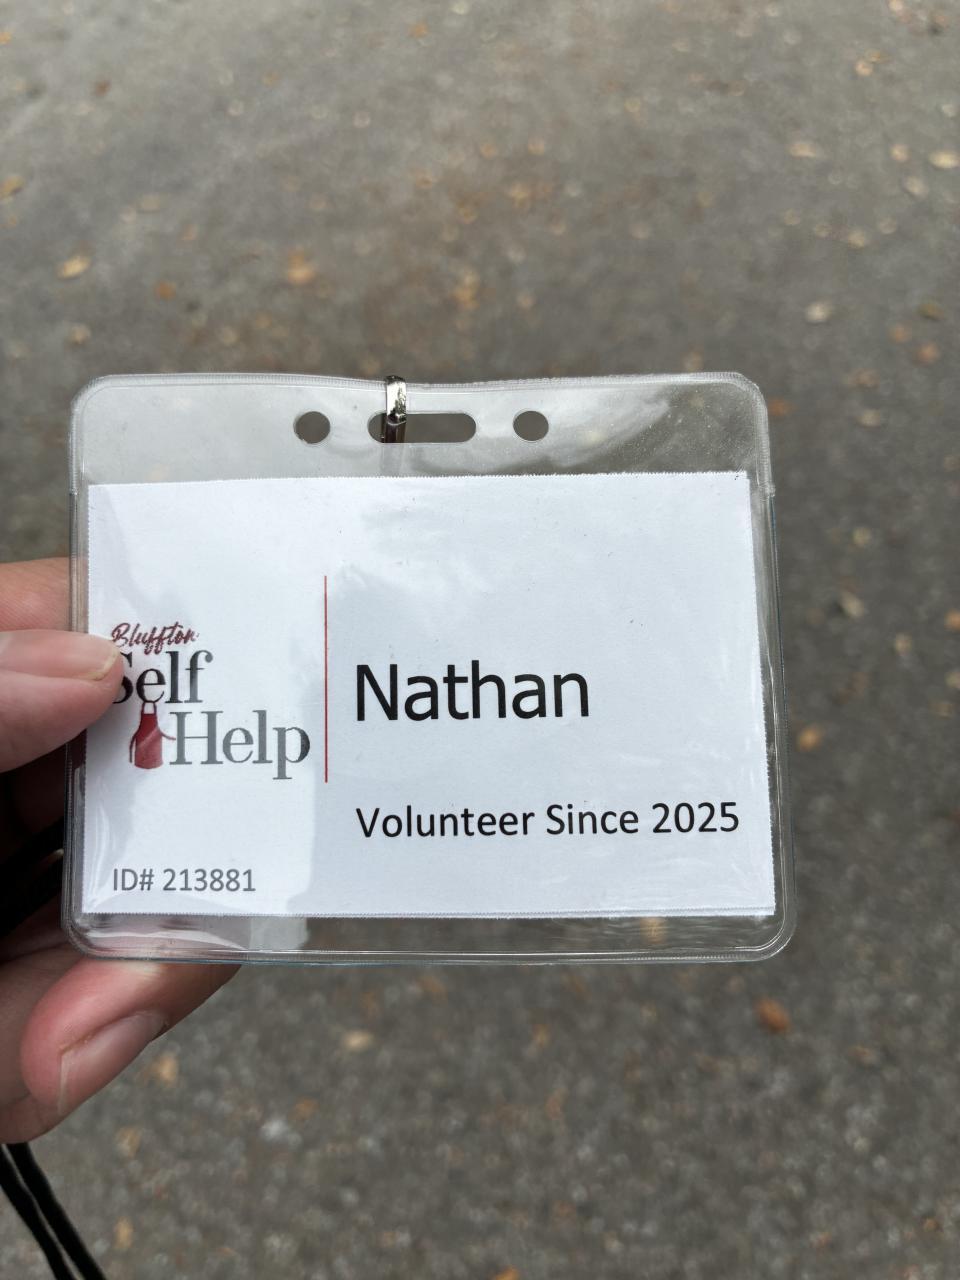 Bluffton
Self
Help
Nathan
Volunteer Since 2025
ID# 213881